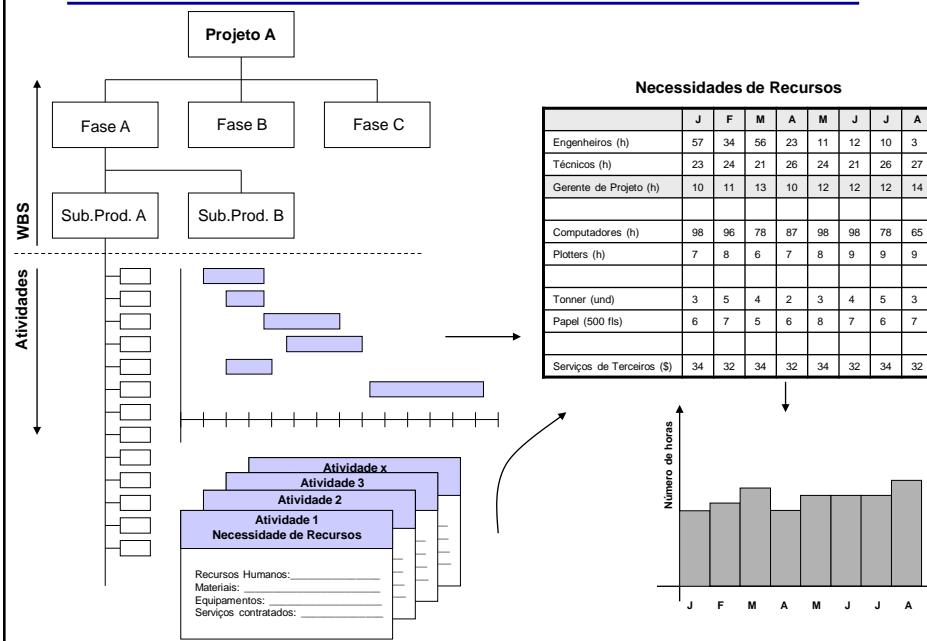 Projeto A
Fase A
Fase B
Fase C
Sub.Prod. A
Sub.Prod. B
WBS
Atividades
Necessidades de Recursos
J F M A M J J A
Engenheiros (h) 57 34 56 23 11 12 10 3
Técnicos (h) 23 24 21 26 24 21 26 27
Gerente de Projeto (h) 10 11 13 10 12 12 12 14
Computadores (h) 98 96 78 87 98 98 78 65
Plotters (h) 7 8 6 7 8 9 9 9
Tonner (und) 3 5 4 2 3 4 5 3
Papel (500 fls) 6 7 5 6 8 7 6 7
Serviços de Terceiros ($) 34 32 34 32 34 32 34 32
Atividade x
Atividade 3
Atividade 2
Atividade 1
Necessidade de Recursos
Recursos Humanos:________________
Materiais: ____________________
Equipamentos: ____________________
Serviços contratados: _______________
Número de horas
J F M A M J J A